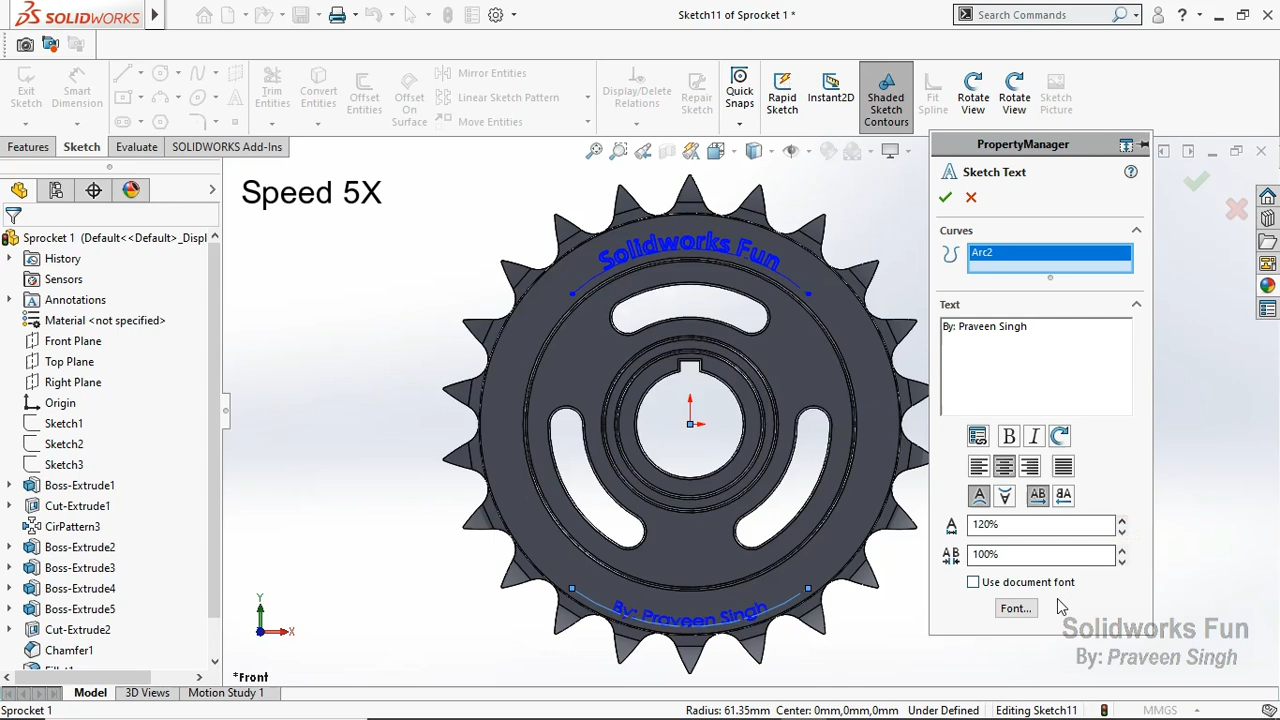 SOLIDWORKS
Sketch11 of Sprocket 1 *
Search Commands
Exit Sketch
Smart Dimension
Trim Entities
Convert Entities
Offset Entities
Offset On Surface
Mirror Entities
Linear Sketch Pattern
Move Entities
Display/Delete Relations
Repair Sketch
Quick Snaps
Rapid Sketch
Instant2D
Shaded Sketch Contours
Fit Spline
Rotate View
Rotate View
Sketch Picture
Features
Sketch
Evaluate
SOLIDWORKS Add-Ins
Speed 5X
Sprocket 1 (Default<<Default>_Displ
History
Sensors
Annotations
Material <not specified>
Front Plane
Top Plane
Right Plane
Origin
Sketch1
Sketch2
Sketch3
Boss-Extrude1
Cut-Extrude1
CirPattern3
Boss-Extrude2
Boss-Extrude3
Boss-Extrude4
Boss-Extrude5
Cut-Extrude2
Chamfer1
Solidworks Fun
By: Praveen Singh
Y
X
*Front
PropertyManager
Sketch Text
Curves
Arc2
Text
By: Praveen Singh
B I
120%
100%
Use document font
Font...
Solidworks Fun
By: Praveen Singh
Model
3D Views
Motion Study 1
Sprocket 1
Radius: 61.35mm
Center: 0mm,0mm,0mm
Under Defined
Editing Sketch11
MMGS